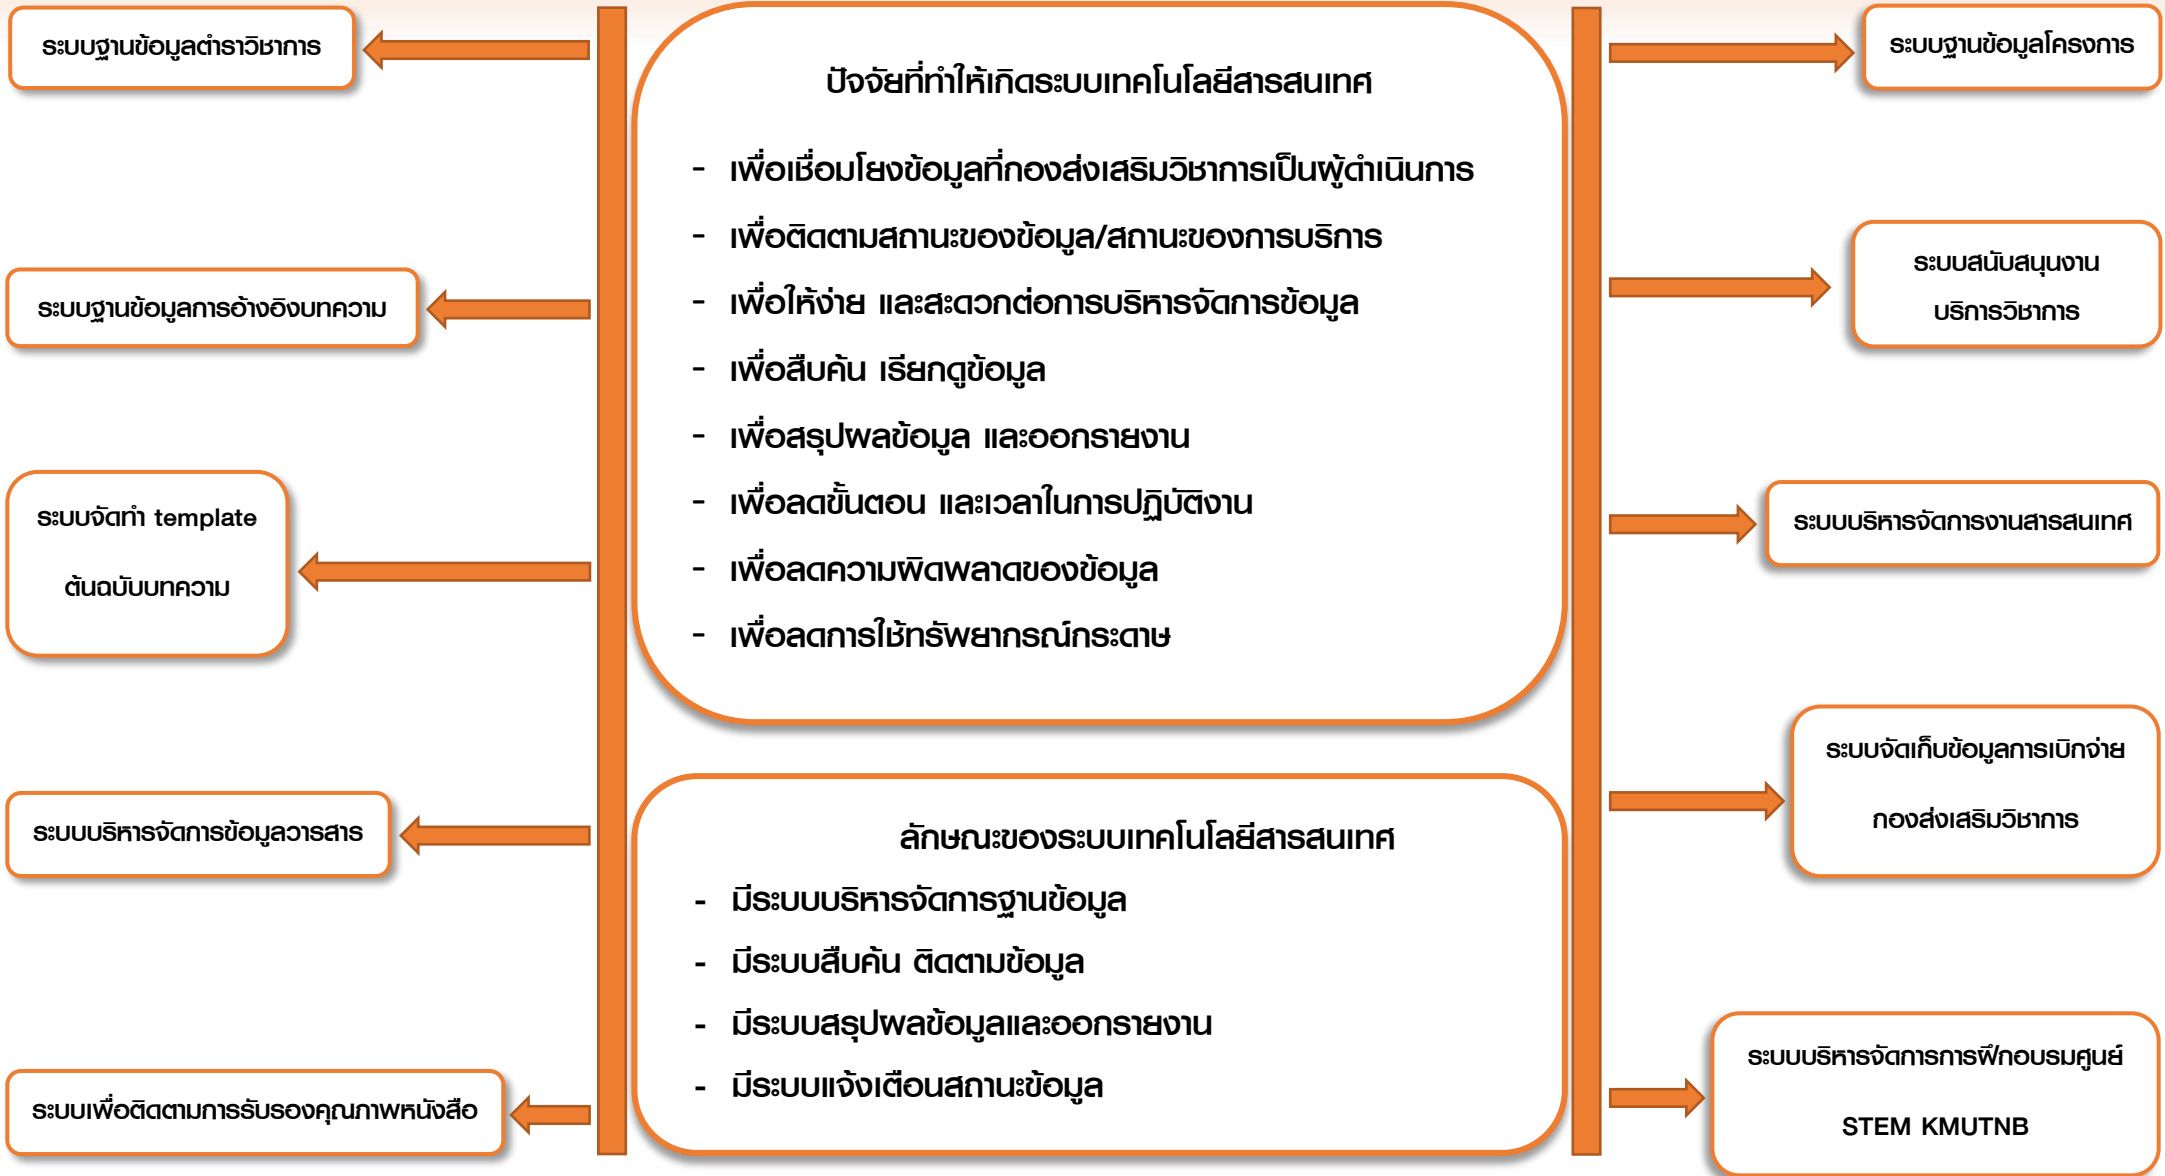 ระบบฐานข้อมูลตำราวิชาการ
ระบบฐานข้อมูลการอ้างอิงบทความ
ระบบจัดทำ template
ต้นฉบับบทความ
ระบบบริหารจัดการข้อมูลวารสาร
ระบบเพื่อติดตามการรับรองคุณภาพหนังสือ
ปัจจัยที่ทำให้เกิดระบบเทคโนโลยีสารสนเทศ
- เพื่อเชื่อมโยงข้อมูลที่กองส่งเสริมวิชาการเป็นผู้ดำเนินการ
- เพื่อติดตามสถานะของข้อมูล/สถานะของการบริการ
- เพื่อให้ง่าย และสะดวกต่อการบริหารจัดการข้อมูล
- เพื่อสืบค้น เรียกดูข้อมูล
- เพื่อสรุปผลข้อมูล และออกรายงาน
- เพื่อลดขั้นตอน และเวลาในการปฏิบัติงาน
- เพื่อลดความผิดพลาดของข้อมูล
- เพื่อลดการใช้ทรัพยากรณ์กระดาษ
ลักษณะของระบบเทคโนโลยีสารสนเทศ
- มีระบบบริหารจัดการฐานข้อมูล
- มีระบบสืบค้น ติดตามข้อมูล
- มีระบบสรุปผลข้อมูลและออกรายงาน
- มีระบบแจ้งเตือนสถานะข้อมูล
ระบบฐานข้อมูลโครงการ
ระบบสนับสนุนงาน
บริการวิชาการ
ระบบบริหารจัดการงานสารสนเทศ
ระบบจัดเก็บข้อมูลการเบิกจ่าย
กองส่งเสริมวิชาการ
ระบบบริหารจัดการการฝึกอบรมศูนย์
STEM KMUTNB